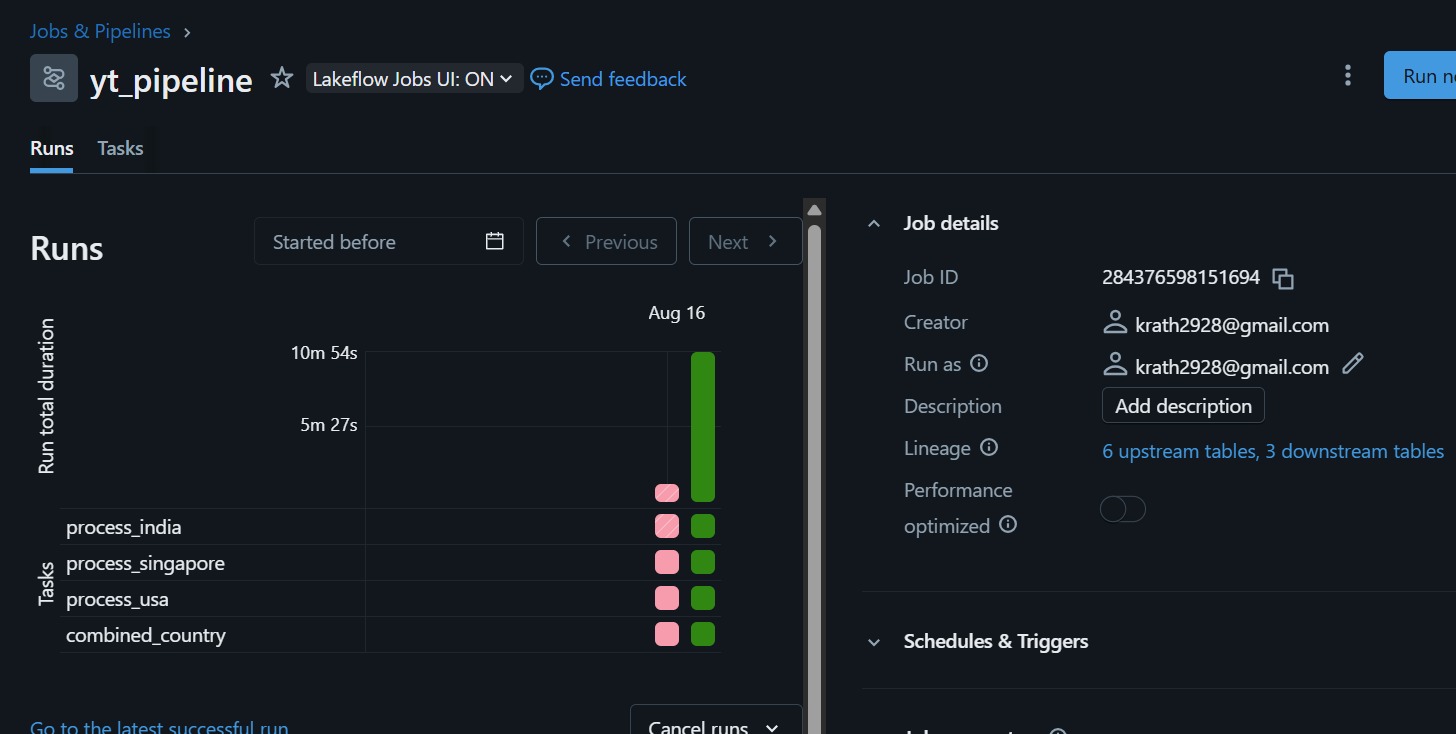 Jobs & Pipelines ›
yt_pipeline Lakeflow Jobs UI: ON Send feedback
Run
Runs Tasks
Runs
Started before
Previous
Next
Aug 16
Run total duration
10m 54s
5m 27s
Tasks
process_india
process_singapore
process_usa
combined_country
Go to the latest successful run
Cancel runs
Job details
Job ID 284376598151694
Creator krath2928@gmail.com
Run as krath2928@gmail.com
Description Add description
Lineage 6 upstream tables, 3 downstream tables
Performance
optimized
Schedules & Triggers